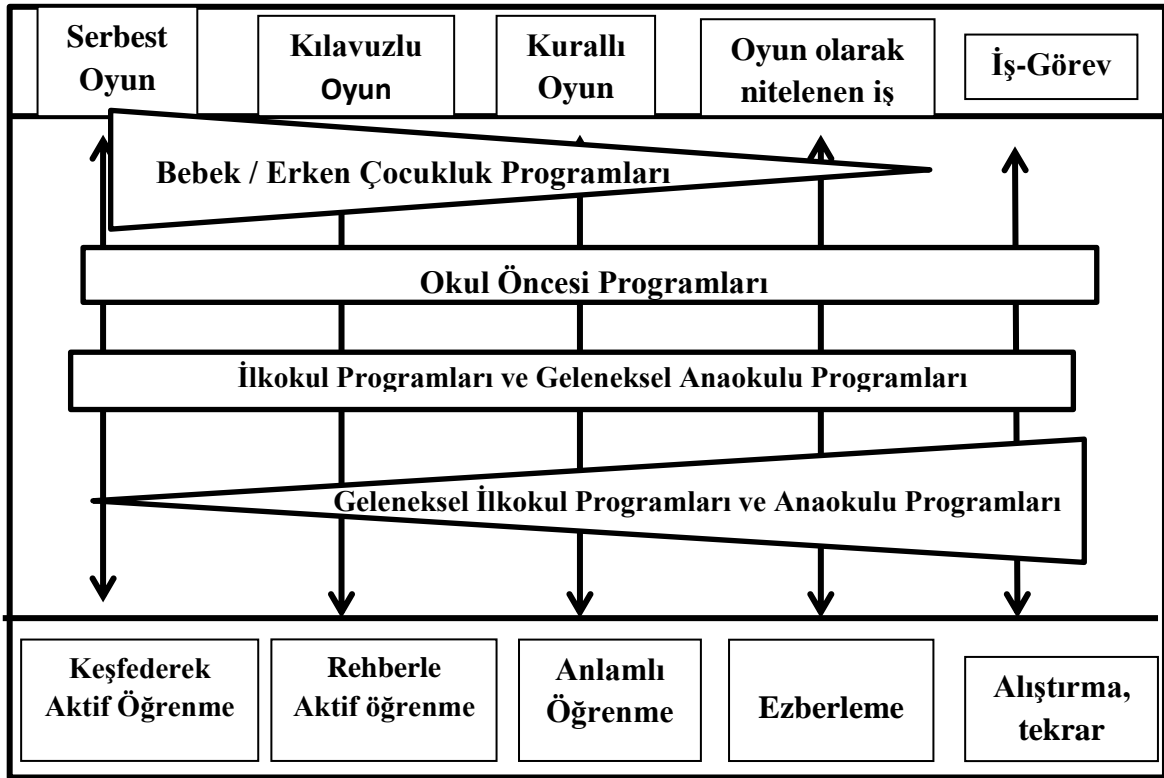 Serbest
Oyun
Kılavuzlu
Oyun
Kurallı
Oyun
Oyun olarak
nitelenen iş
İş-Görev
Bebek / Erken Çocukluk Programları
Okul Öncesi Programları
İlkokul Programları ve Geleneksel Anaokulu Programları
Geleneksel İlkokul Programları ve Anaokulu Programları
Keşfederek
Aktif Öğrenme
Rehberle
Aktif öğrenme
Anlamlı
Öğrenme
Ezberleme
Alıştırma,
tekrar